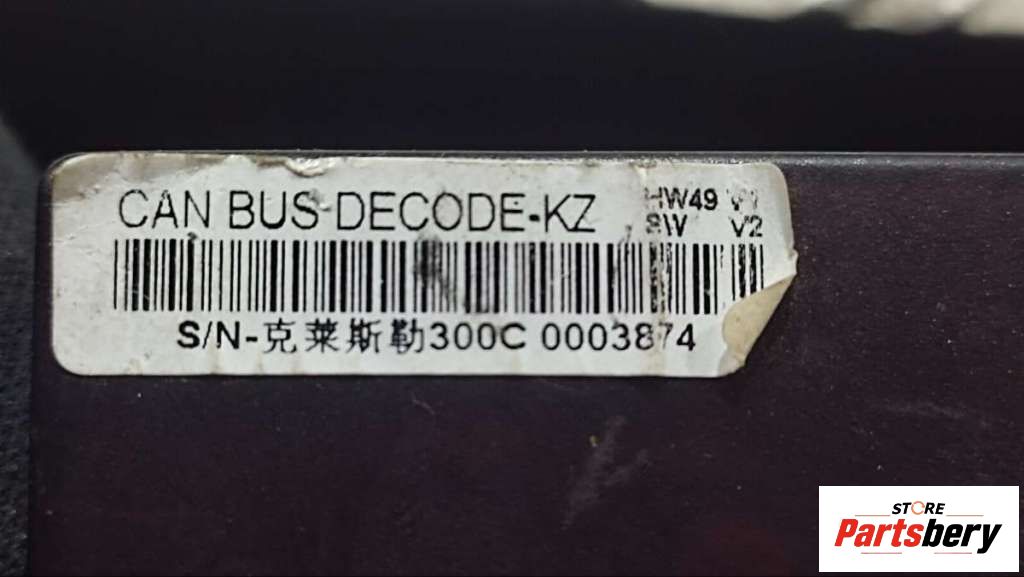 CAN BUS-DECODE-KZ
HW49
SW V2
S/N-克莱斯勒300C 0003874
STORE
Partsbery